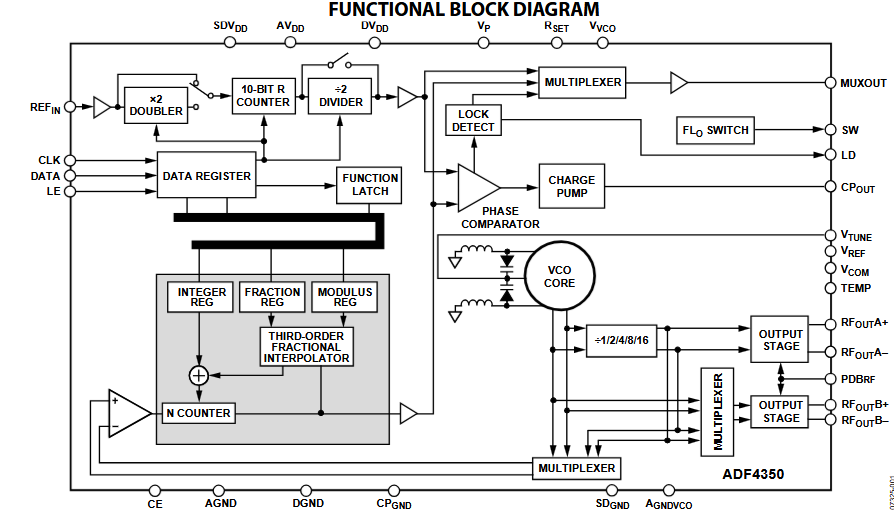 FUNCTIONAL BLOCK DIAGRAM
SDVDD AVDD DVDD VP RSET VVCO
REFIN
×2
DOUBLER
10-BIT R
COUNTER
÷2
DIVIDER
MULTIPLEXER
MUXOUT
LOCK
DETECT
FLO SWITCH
SW
LD
CLK
DATA
LE
DATA REGISTER
FUNCTION
LATCH
PHASE
COMPARATOR
CHARGE
PUMP
CPOUT
VTUNE
VREF
VCOM
TEMP
VCO
CORE
INTEGER
REG
FRACTION
REG
MODULUS
REG
THIRD-ORDER
FRACTIONAL
INTERPOLATOR
+
N COUNTER
+
–
÷1/2/4/8/16
OUTPUT
STAGE
RFOUTA+
RFOUTA–
PDBRF
MULTIPLEXER
OUTPUT
STAGE
RFOUTB+
RFOUTB–
MULTIPLEXER
ADF4350
CE AGND DGND CPGND SDGND AGNDVCO
07325-001